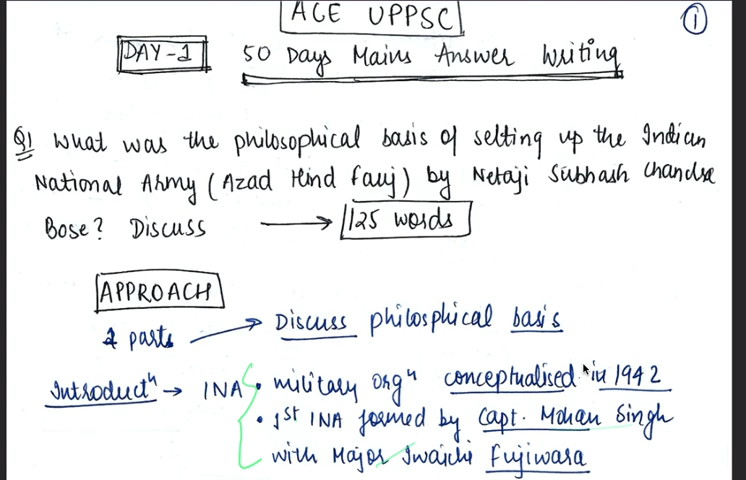 ACE UPPSC
①
DAY-1 50 Days Mains Answer Writing
Q1 What was the philosophical basis of setting up the Indian
National Army (Azad Hind Fauj) by Netaji Subhash Chandra
Bose? Discuss → 125 words
APPROACH
2 parts → Discuss philosphical basis
Introductⁿ → INA • military orgⁿ conceptualised in 1942
• 1st INA formed by Capt. Mohan Singh
with Major Iwaichi Fujiwara